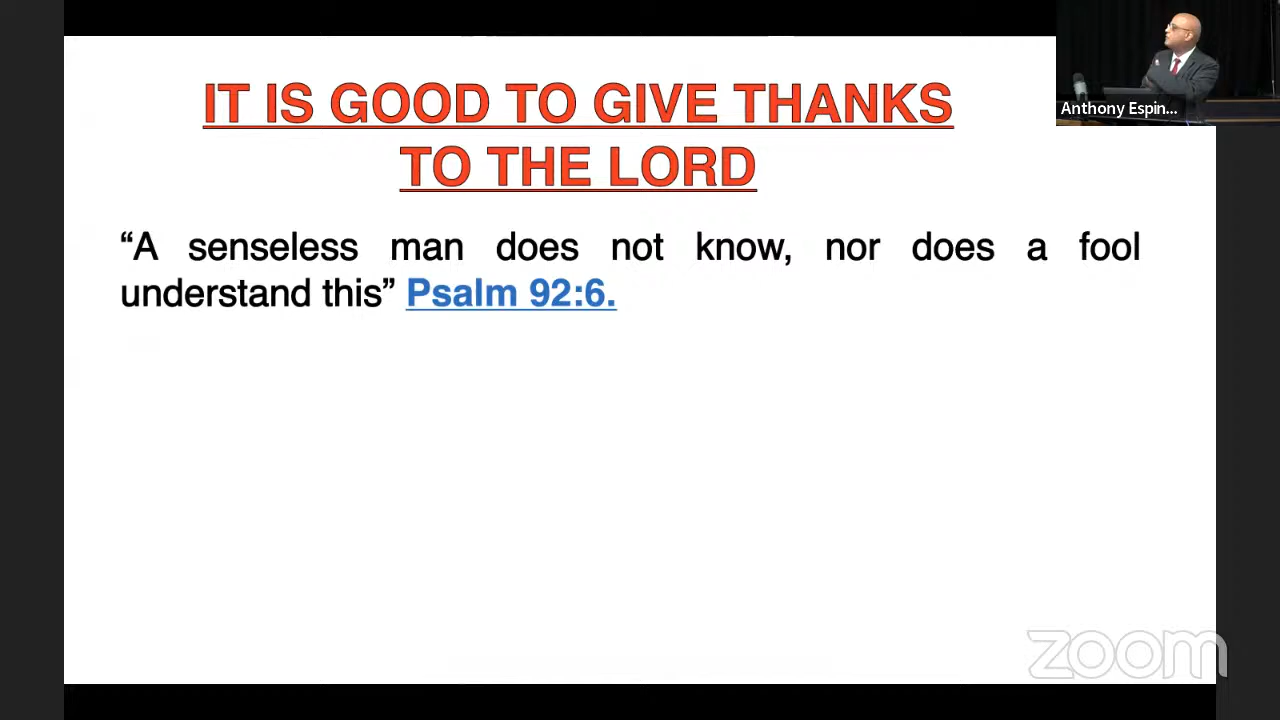 IT IS GOOD TO GIVE THANKS
TO THE LORD
Anthony Espin...
“A senseless man does not know, nor does a fool
understand this” Psalm 92:6.
zoom